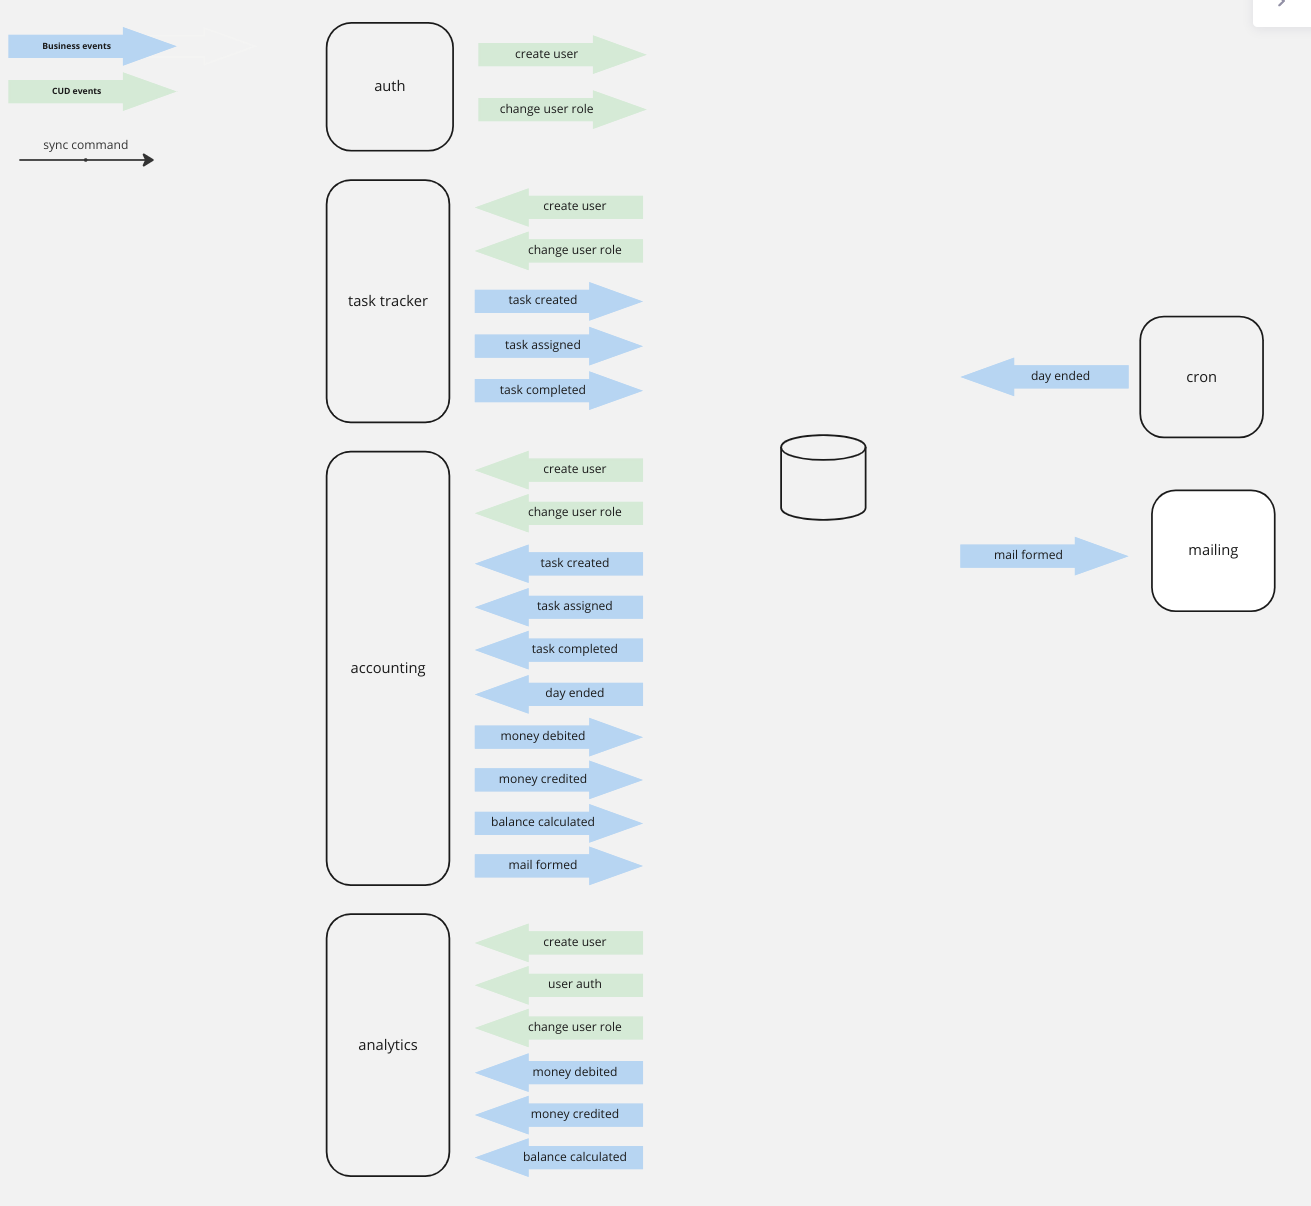 Business events
CUD events
sync command
auth
create user
change user role
task tracker
create user
change user role
task created
task assigned
task completed
day ended
cron
accounting
create user
change user role
task created
task assigned
task completed
day ended
money debited
money credited
balance calculated
mail formed
mail formed
mailing
analytics
create user
user auth
change user role
money debited
money credited
balance calculated